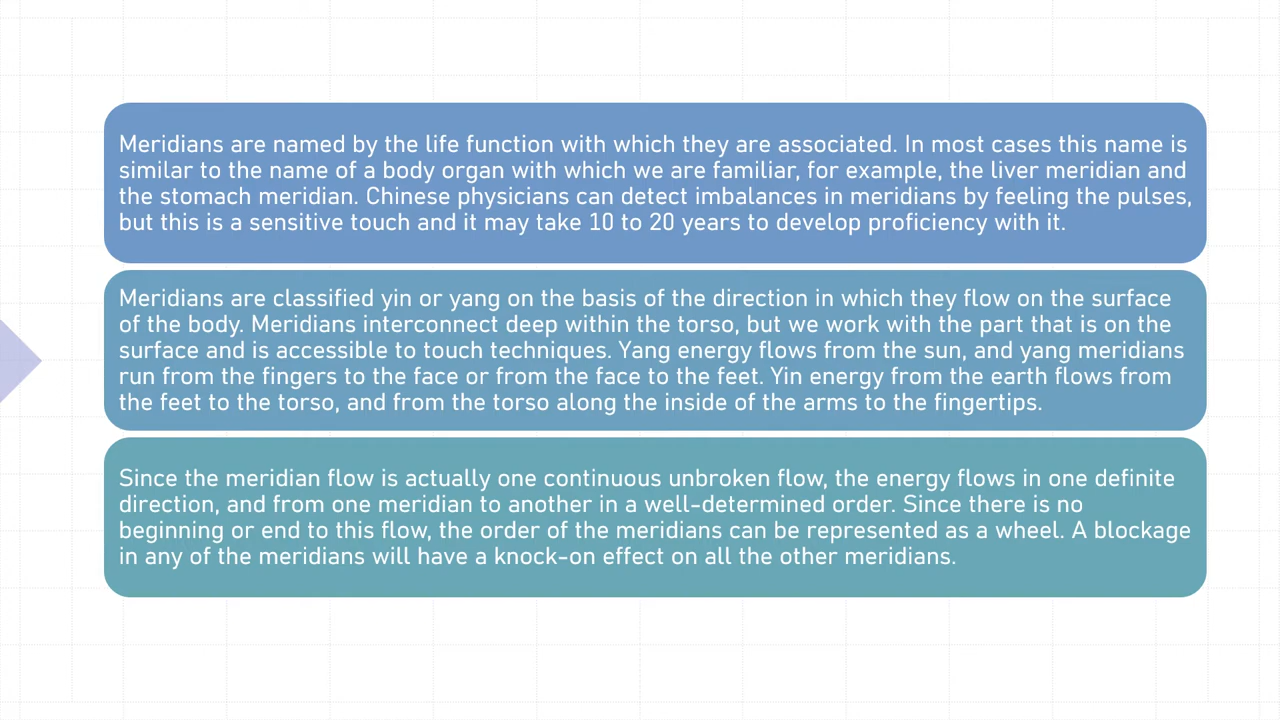 Meridians are named by the life function with which they are associated. In most cases this name is
similar to the name of a body organ with which we are familiar, for example, the liver meridian and
the stomach meridian. Chinese physicians can detect imbalances in meridians by feeling the pulses,
but this is a sensitive touch and it may take 10 to 20 years to develop proficiency with it.
Meridians are classified yin or yang on the basis of the direction in which they flow on the surface
of the body. Meridians interconnect deep within the torso, but we work with the part that is on the
surface and is accessible to touch techniques. Yang energy flows from the sun, and yang meridians
run from the fingers to the face or from the face to the feet. Yin energy from the earth flows from
the feet to the torso, and from the torso along the inside of the arms to the fingertips.
Since the meridian flow is actually one continuous unbroken flow, the energy flows in one definite
direction, and from one meridian to another in a well-determined order. Since there is no
beginning or end to this flow, the order of the meridians can be represented as a wheel. A blockage
in any of the meridians will have a knock-on effect on all the other meridians.